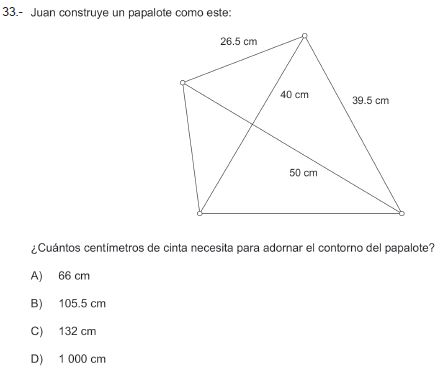 33.- Juan construye un papalote como este:
26.5 cm
40 cm
39.5 cm
50 cm
¿Cuántos centímetros de cinta necesita para adornar el contorno del papalote?
A) 66 cm
B) 105.5 cm
C) 132 cm
D) 1 000 cm